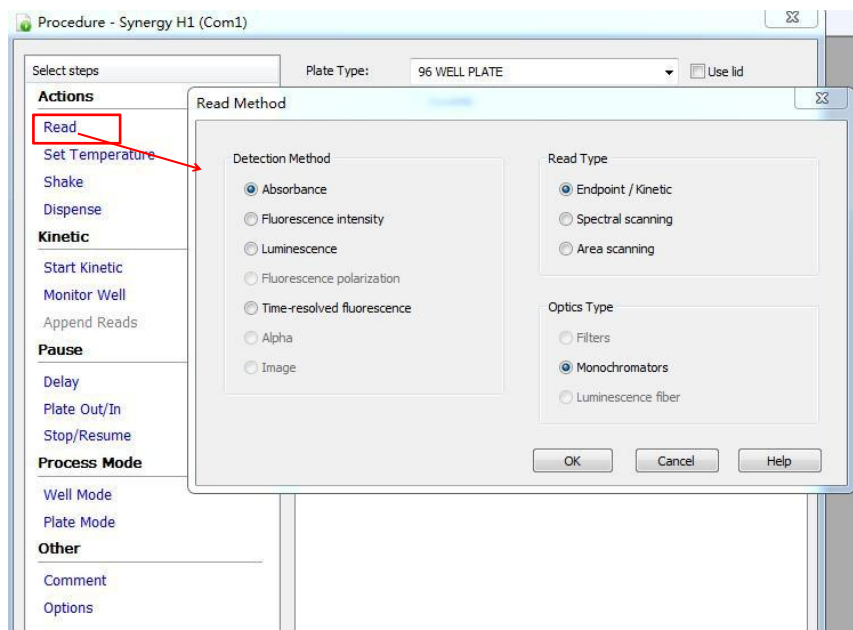 Procedure - Synergy H1 (Com1)
Select steps
Plate Type: 96 WELL PLATE Use lid
Actions
Read
Set Temperature
Shake
Dispense
Kinetic
Start Kinetic
Monitor Well
Append Reads
Pause
Delay
Plate Out/In
Stop/Resume
Process Mode
Well Mode
Plate Mode
Other
Comment
Options
Read Method
Detection Method
Absorbance
Fluorescence intensity
Luminescence
Fluorescence polarization
Time-resolved fluorescence
Alpha
Image
Read Type
Endpoint / Kinetic
Spectral scanning
Area scanning
Optics Type
Filters
Monochromators
Luminescence fiber
OK Cancel Help